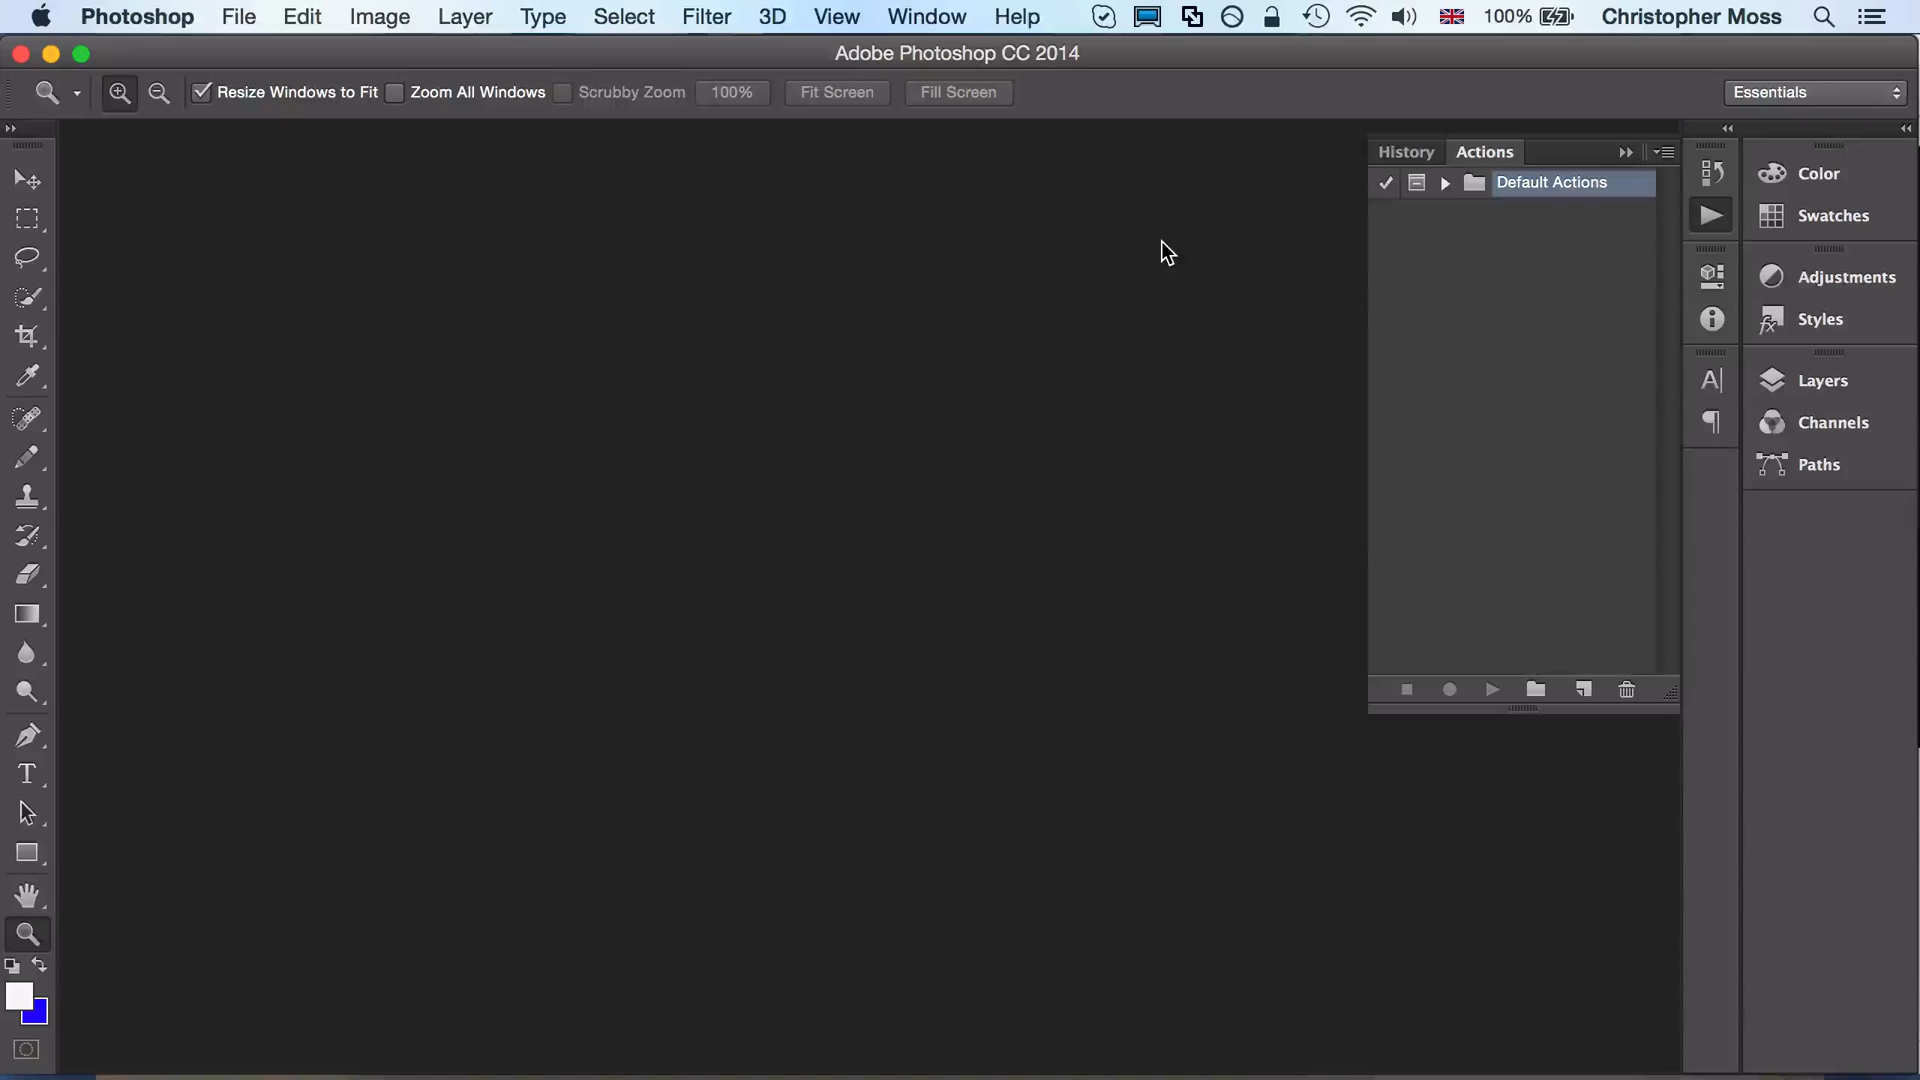 Photoshop File Edit Image Layer Type Select Filter 3D View Window Help 100% Christopher Moss
Adobe Photoshop CC 2014
Resize Windows to Fit Zoom All Windows Scrubby Zoom 100% Fit Screen Fill Screen Essentials
History Actions
Default Actions
Color
Swatches
Adjustments
Styles
Layers
Channels
Paths